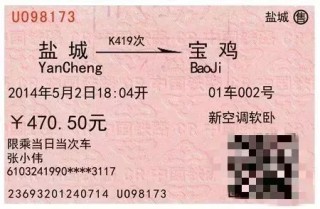 U098173 盐城 售
盐城 K419次 宝鸡
YanCheng BaoJi
2014年5月2日18:04开 01车002号
￥470.50元 新空调软卧
限乘当日当次车
张小伟
6103241990****3117
23693201240714 U098173